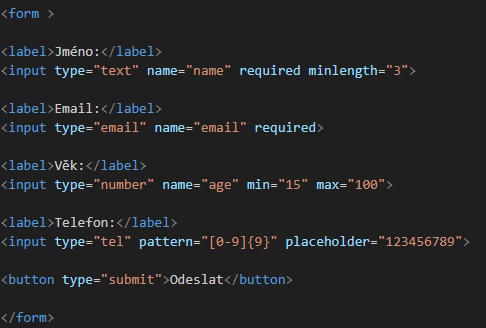 <form >
<label>Jméno:</label>
<input type="text" name="name" required minlength="3">
<label>Email:</label>
<input type="email" name="email" required>
<label>Věk:</label>
<input type="number" name="age" min="15" max="100">
<label>Telefon:</label>
<input type="tel" pattern="[0-9]{9}" placeholder="123456789">
<button type="submit">Odeslat</button>
</form>